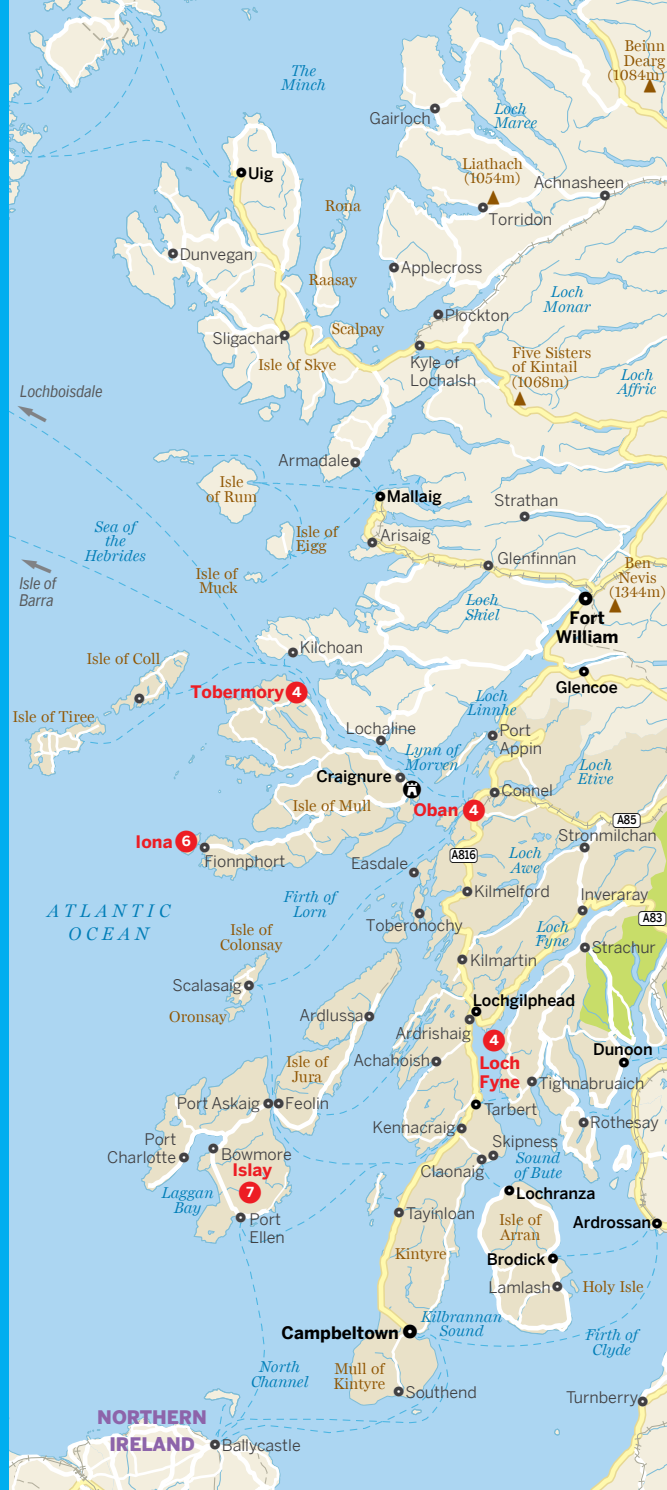 Beinn
Dearg
(1084m)
The
Minch
Gairloch
Loch
Maree
Liathach
(1054m)
Achnasheen
Uig
Rona
Torridon
Dunvegan
Applecross
Raasay
Loch
Monar
Plockton
Scalpay
Sligachan
Isle of Skye
Kyle of
Lochalsh
Five Sisters
of Kintail
(1068m)
Loch
Affric
Lochboisdale
Armadale
Isle
of Rum
Mallaig
Strathan
Sea of
the
Hebrides
Isle of
Eigg
Arisaig
Glenfinnan
Isle of
Barra
Isle of
Muck
Ben
Nevis
(1344m)
Loch
Shiel
Fort
William
Kilchoan
Isle of Coll
Glencoe
Tobermory 4
Loch
Linnhe
Isle of Tiree
Lochaline
Port
Appin
Lynn of
Morven
Loch
Etive
Craignure
Connel
Isle of Mull
Oban 4
A85
Stronmilchan
Iona 6
Fionnphort
A816
Loch
Awe
Easdale
Kilmelford
Inveraray
Firth of
Lorn
ATLANTIC
OCEAN
Toberonochy
A83
Isle of
Colonsay
Loch
Fyne
Strachur
Kilmartin
Scalasaig
Oronsay
Ardlussa
Lochgilphead
Ardrishaig
4
Loch
Fyne
Dunoon
Isle of
Jura
Achahoish
Tighnabruaich
Port Askaig
Feolin
Tarbert
Kennacraig
Rothesay
Port
Charlotte
Bowmore
Skipness
Claonaig
Sound
of Bute
Islay
7
Laggan
Bay
Lochranza
Port
Ellen
Tayinloan
Isle of
Arran
Ardrossan
Kintyre
Brodick
Lamlash
Holy Isle
Campbeltown
Kilbrannan
Sound
Firth of
Clyde
North
Channel
Mull of
Kintyre
Southend
Turnberry
NORTHERN
IRELAND
Ballycastle